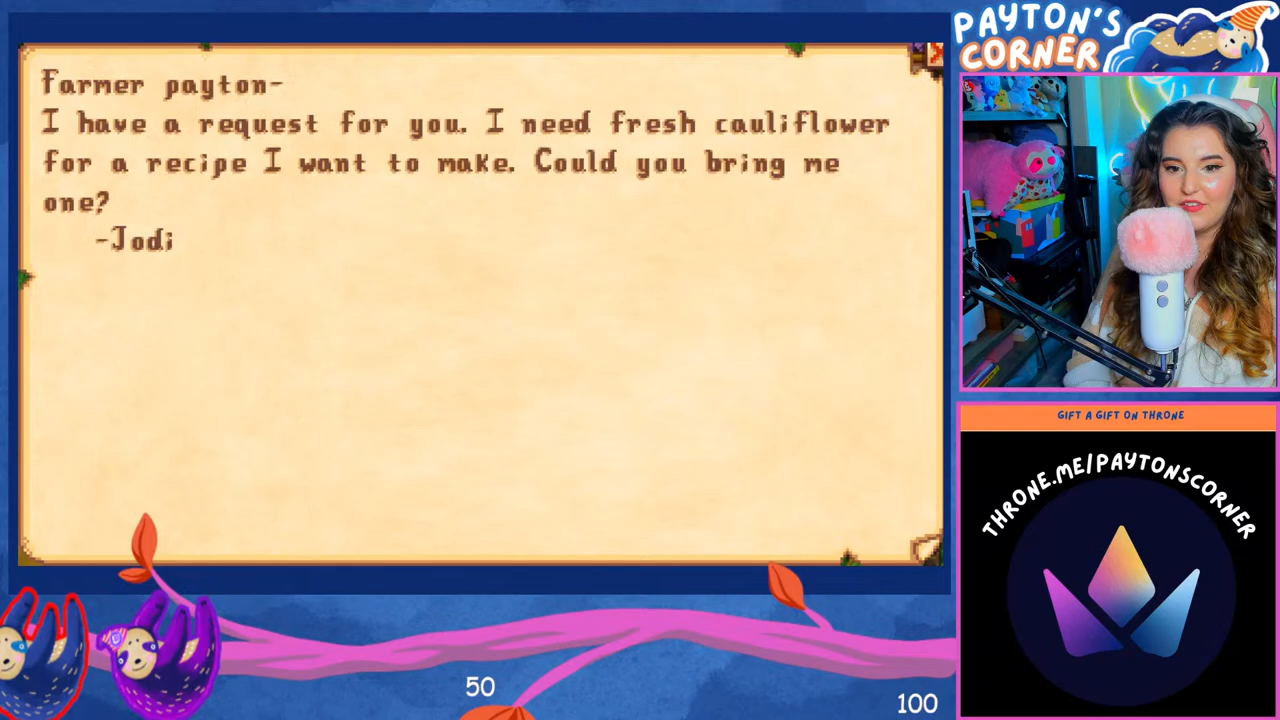 Farmer payton-
I have a request for you. I need fresh cauliflower
for a recipe I want to make. Could you bring me
one?
-Jodi
PAYTON'S
CORNER
GIFT A GIFT ON THRONE
THRONE.ME/PAYTONSCORNER
50
100